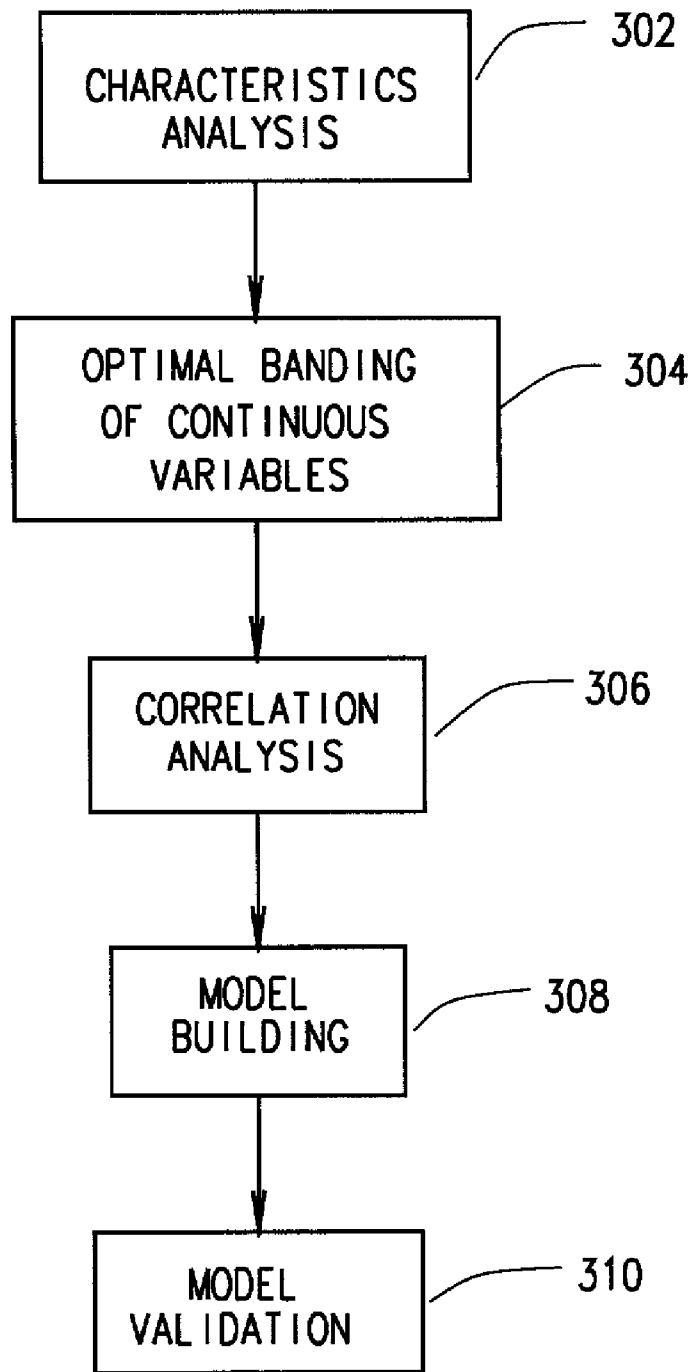 302
CHARACTERISTICS
ANALYSIS
OPTIMAL BANDING
OF CONTINUOUS
VARIABLES
304
CORRELATION
ANALYSIS
306
MODEL
BUILDING
308
MODEL
VALIDATION
310